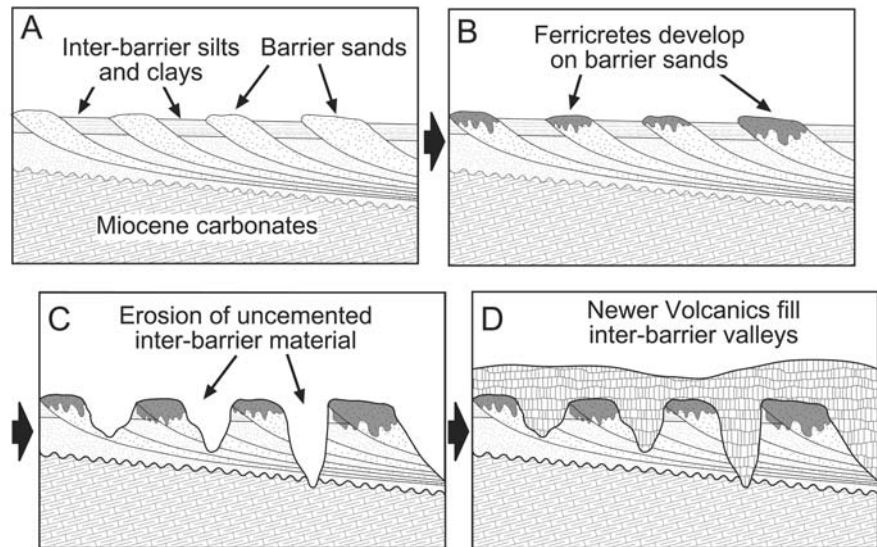 A
Inter-barrier silts
and clays
Barrier sands
Miocene carbonates
B
Ferricretes develop
on barrier sands
C
Erosion of uncemented
inter-barrier material
D
Newer Volcanics fill
inter-barrier valleys